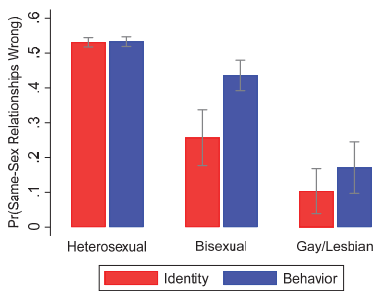 Pr(Same-Sex Relationships Wrong)
.6
.5
.4
.3
.2
.1
0
Heterosexual
Bisexual
Gay/Lesbian
Identity
Behavior